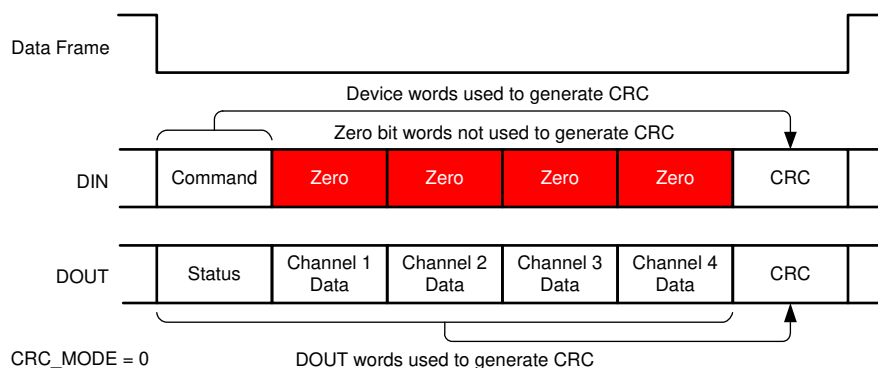 Data Frame
Device words used to generate CRC
Zero bit words not used to generate CRC
DIN
Command
Zero
Zero
Zero
Zero
CRC
DOUT
Status
Channel 1
Data
Channel 2
Data
Channel 3
Data
Channel 4
Data
CRC
CRC_MODE = 0
DOUT words used to generate CRC